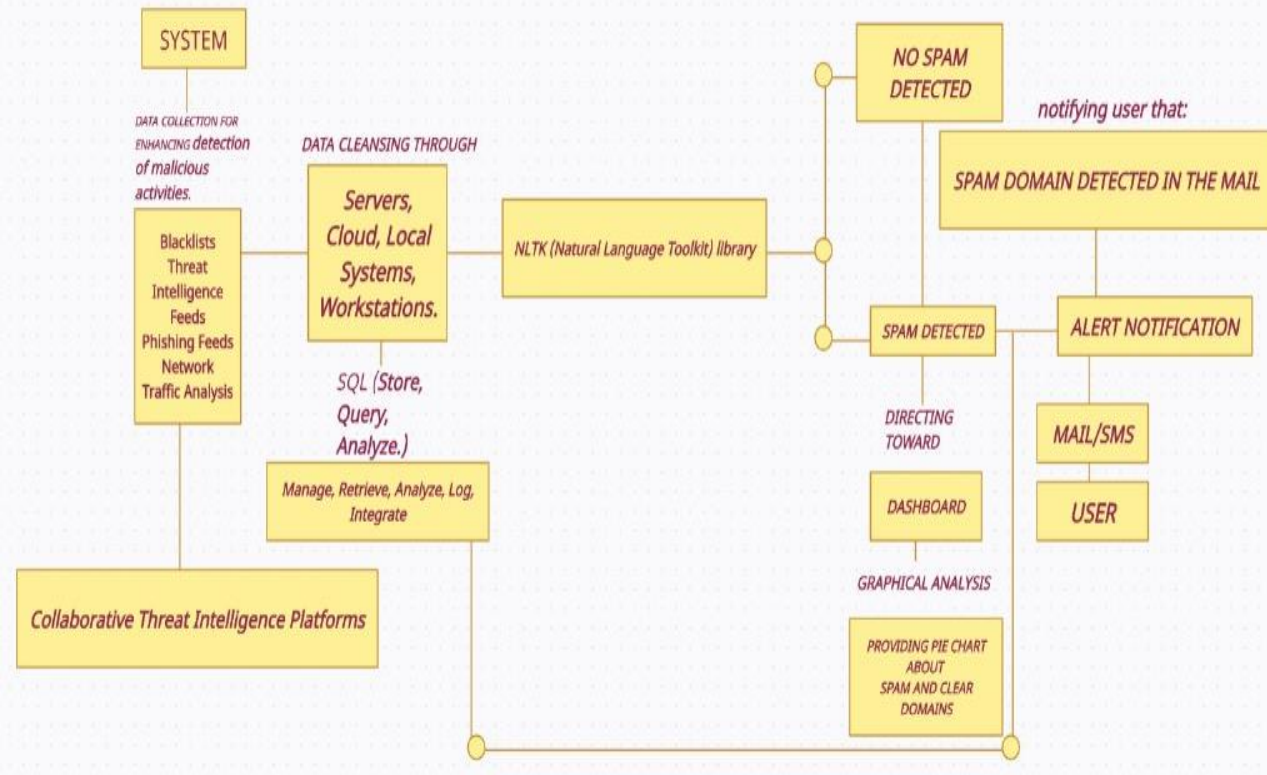 SYSTEM
DATA COLLECTION FOR
ENHANCING detection
of malicious
activities.
Blacklists
Threat
Intelligence
Feeds
Phishing Feeds
Network
Traffic Analysis
Collaborative Threat Intelligence Platforms
DATA CLEANSING THROUGH
Servers,
Cloud, Local
Systems,
Workstations.
SQL (Store,
Query,
Analyze.)
Manage, Retrieve, Analyze, Log,
Integrate
NLTK (Natural Language Toolkit) library
NO SPAM
DETECTED
SPAM DETECTED
DIRECTING
TOWARD
DASHBOARD
GRAPHICAL ANALYSIS
PROVIDING PIE CHART
ABOUT
SPAM AND CLEAR
DOMAINS
notifying user that:
SPAM DOMAIN DETECTED IN THE MAIL
ALERT NOTIFICATION
MAIL/SMS
USER